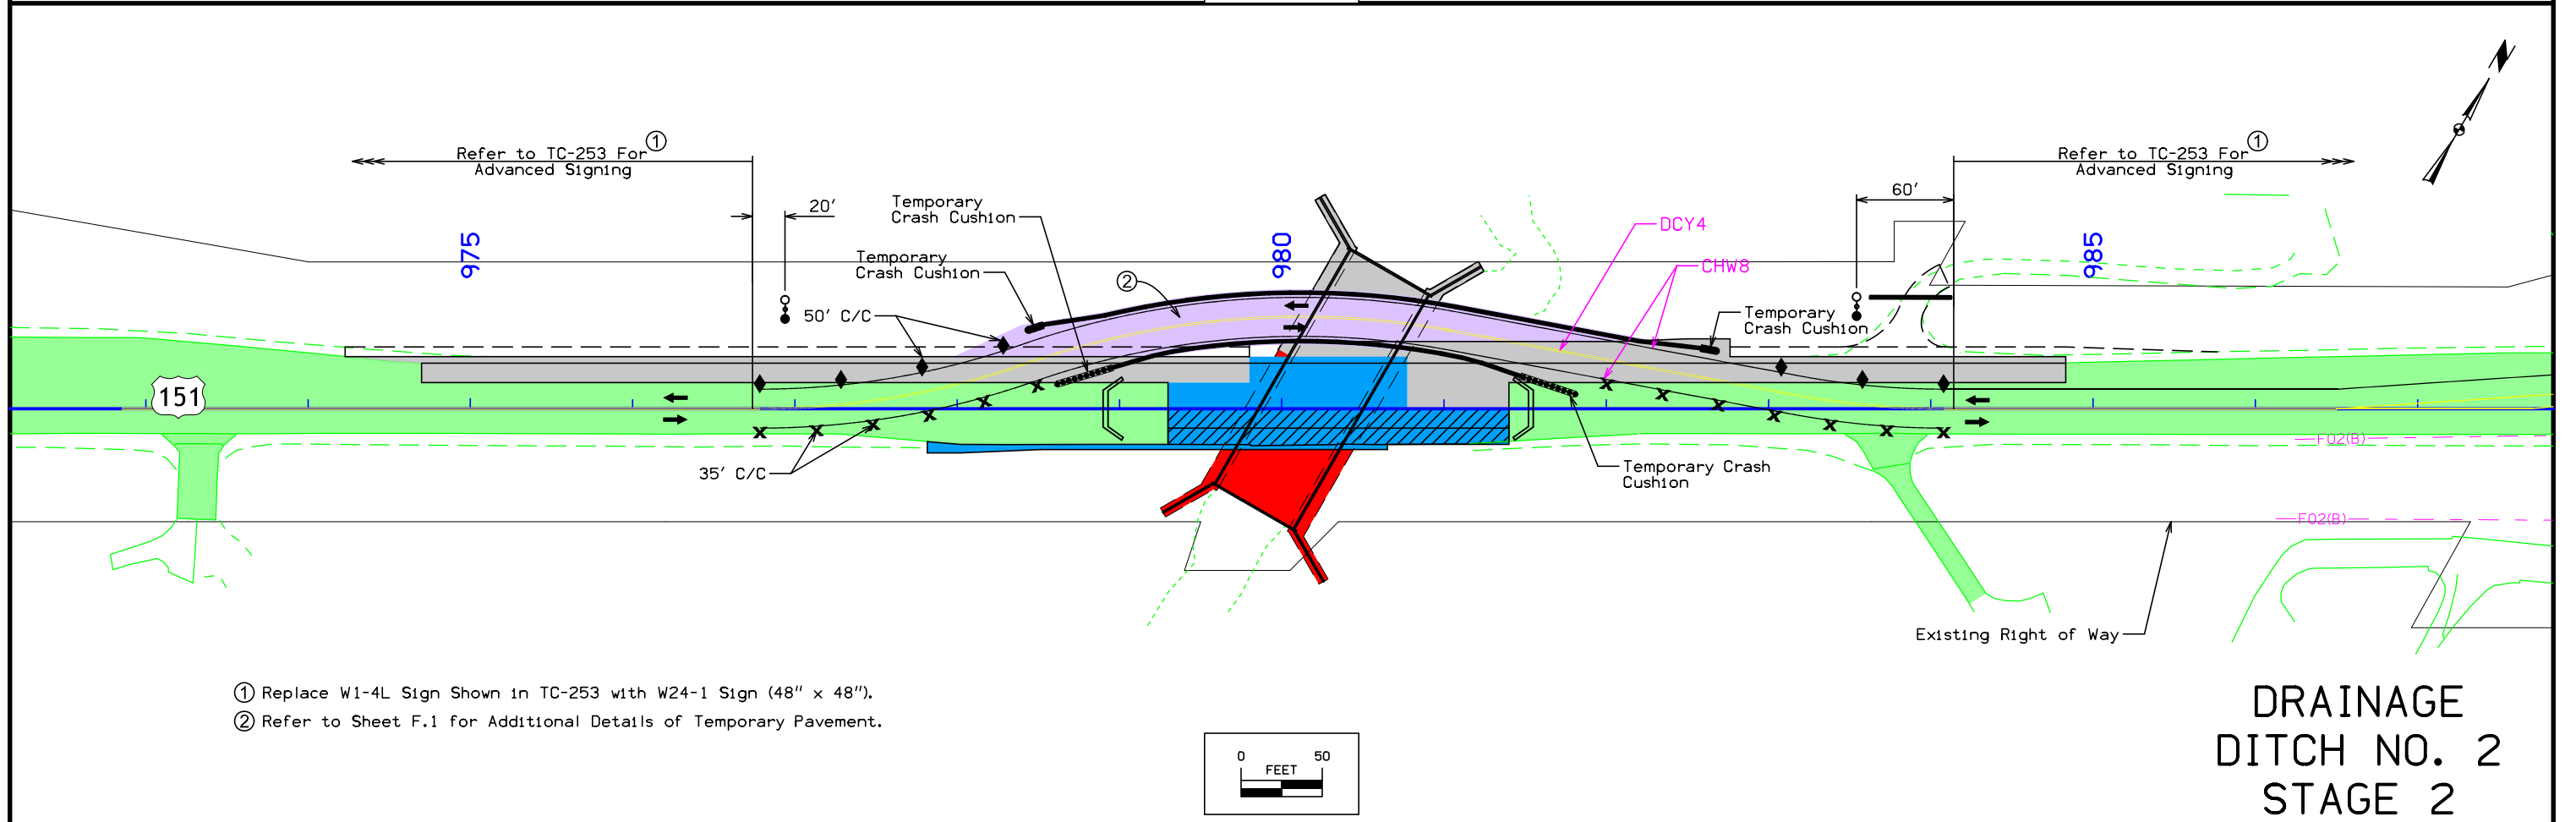 1
Refer to TC-253 For
Advanced Signing
1
Refer to TC-253 For
Advanced Signing
20'
60'
Temporary
Crash Cushion
Temporary
Crash Cushion
DCY4
CHW8
975
980
985
2
50' C/C
Temporary
Crash Cushion
151
35' C/C
Temporary Crash
Cushion
FO2(B)
FO2(B)
Existing Right of Way
1 Replace W1-4L Sign Shown in TC-253 with W24-1 Sign (48" x 48").
2 Refer to Sheet F.1 for Additional Details of Temporary Pavement.
0 50
FEET
DRAINAGE
DITCH NO. 2
STAGE 2